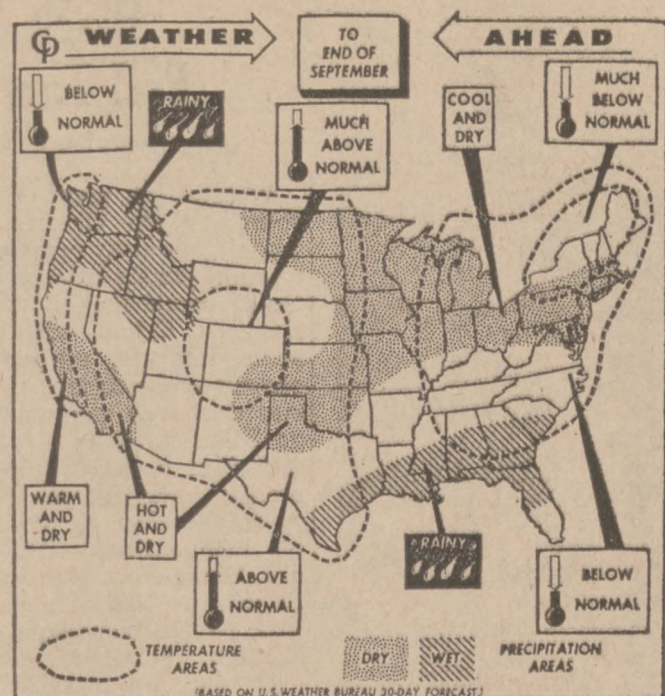 CP WEATHER
TO
END OF
SEPTEMBER
AHEAD
BELOW
NORMAL
RAINY
MUCH
ABOVE
NORMAL
COOL
AND
DRY
MUCH
BELOW
NORMAL
WARM
AND
DRY
HOT
AND
DRY
ABOVE
NORMAL
RAINY
BELOW
NORMAL
TEMPERATURE
AREAS
DRY
WET
PRECIPITATION
AREAS
(BASED ON U.S. WEATHER BUREAU 30-DAY FORECAST.)